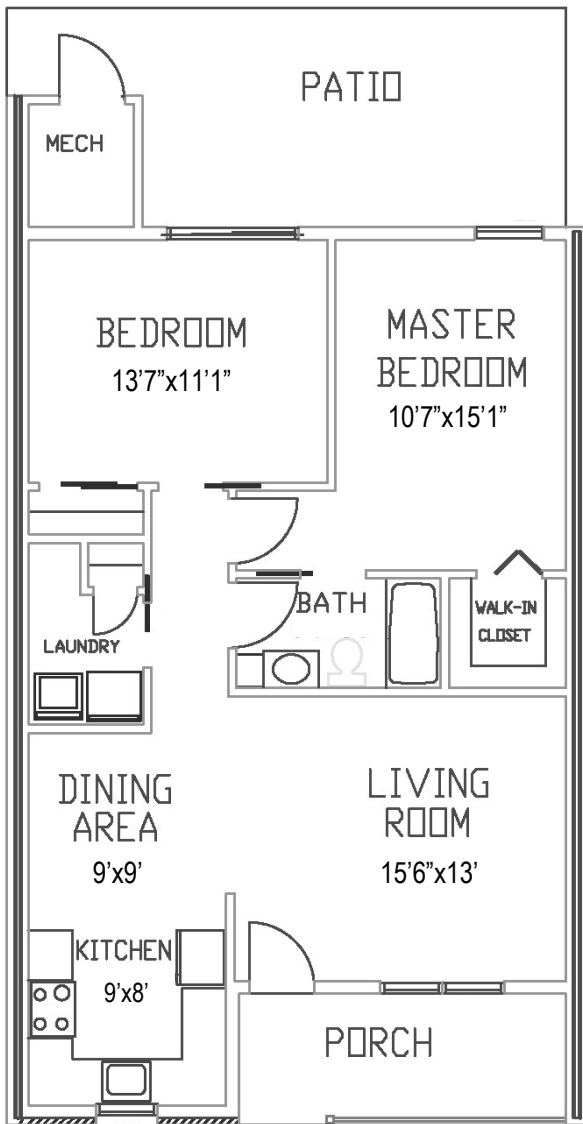 PATIO
MECH
BEDROOM
13’7”x11’1”
MASTER
BEDROOM
10’7”x15’1”
BATH
WALK-IN
CLOSET
LAUNDRY
DINING
AREA
9’x9’
LIVING
ROOM
15’6”x13’
KITCHEN
9’x8’
PORCH